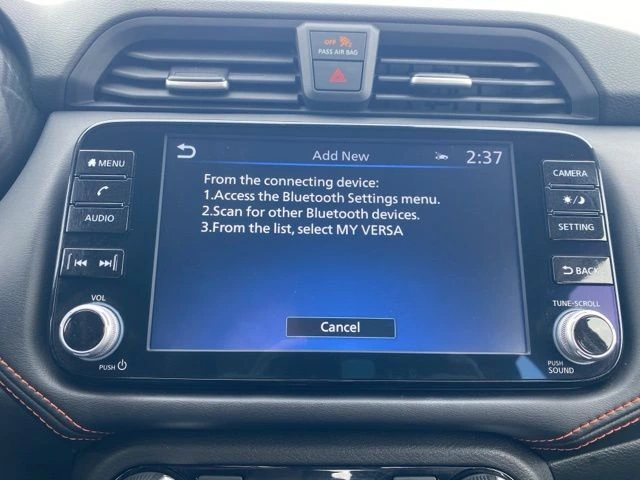 OFF
PASS AIR BAG
MENU
Add New
2:37
CAMERA
From the connecting device:
1.Access the Bluetooth Settings menu.
2.Scan for other Bluetooth devices.
3.From the list, select MY VERSA
AUDIO
SETTING
BACK
VOL
TUNE•SCROLL
Cancel
PUSH
PUSH
SOUND